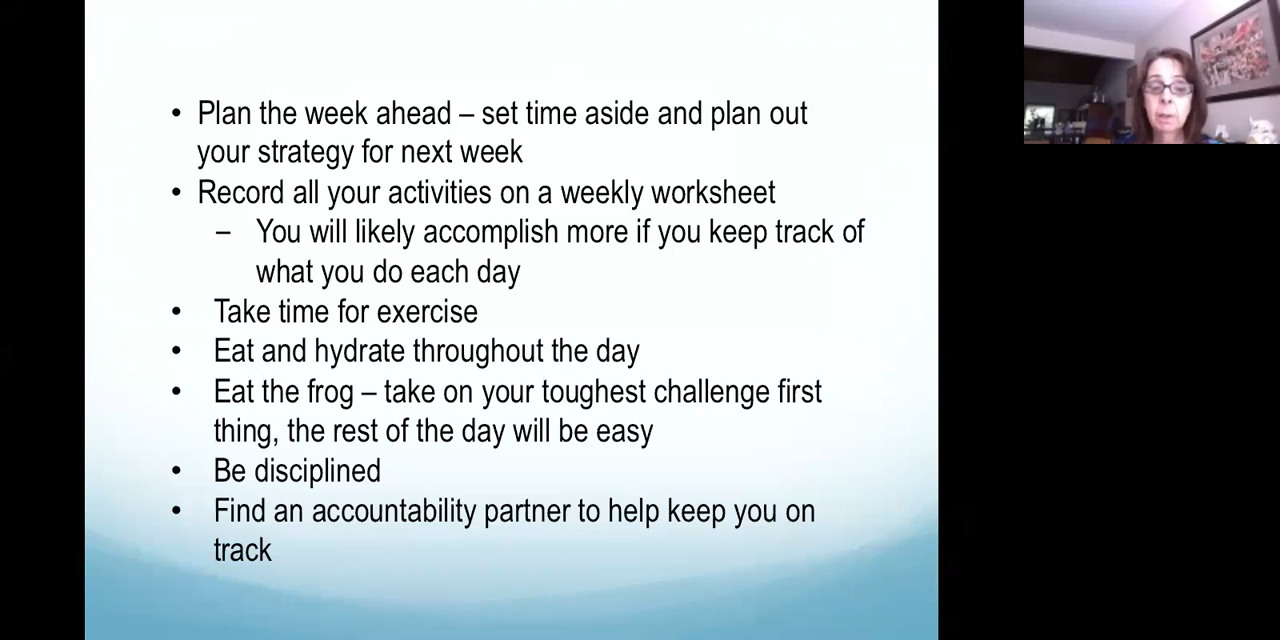 • Plan the week ahead – set time aside and plan out
your strategy for next week
• Record all your activities on a weekly worksheet
– You will likely accomplish more if you keep track of
what you do each day
• Take time for exercise
• Eat and hydrate throughout the day
• Eat the frog – take on your toughest challenge first
thing, the rest of the day will be easy
• Be disciplined
• Find an accountability partner to help keep you on
track